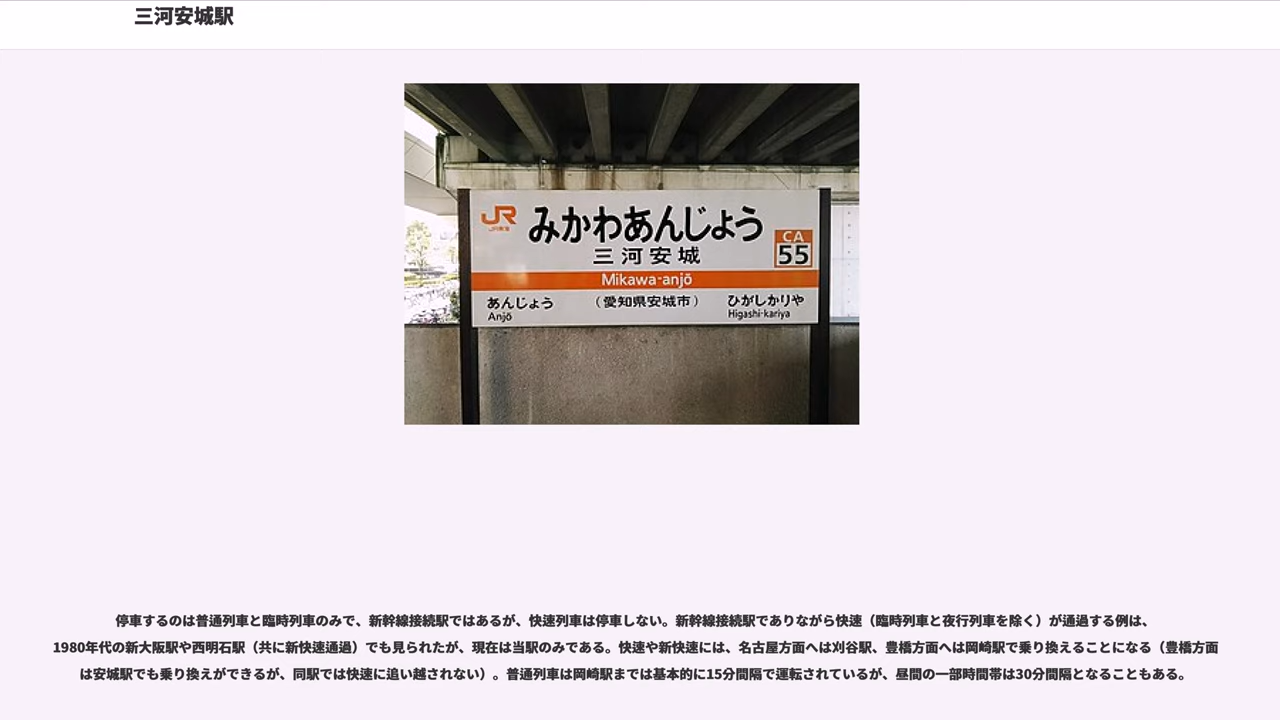 三河安城駅
JR
JR東海
みかわあんじょう
三河安城
CA
55
Mikawa-anjō
あんじょう
（愛知県安城市）
ひがしかりや
Anjō
Higashi-kariya
停車するのは普通列車と臨時列車のみで、新幹線接続駅ではあるが、快速列車は停車しない。新幹線接続駅でありながら快速（臨時列車と夜行列車を除く）が通過する例は、
1980年代の新大阪駅や西明石駅（共に新快速通過）でも見られたが、現在は当駅のみである。快速や新快速には、名古屋方面へは刈谷駅、豊橋方面へは岡崎駅で乗り換えることになる（豊橋方面
は安城駅でも乗り換えができるが、同駅では快速に追い越されない）。普通列車は岡崎駅までは基本的に15分間隔で運転されているが、昼間の一部時間帯は30分間隔となることもある。